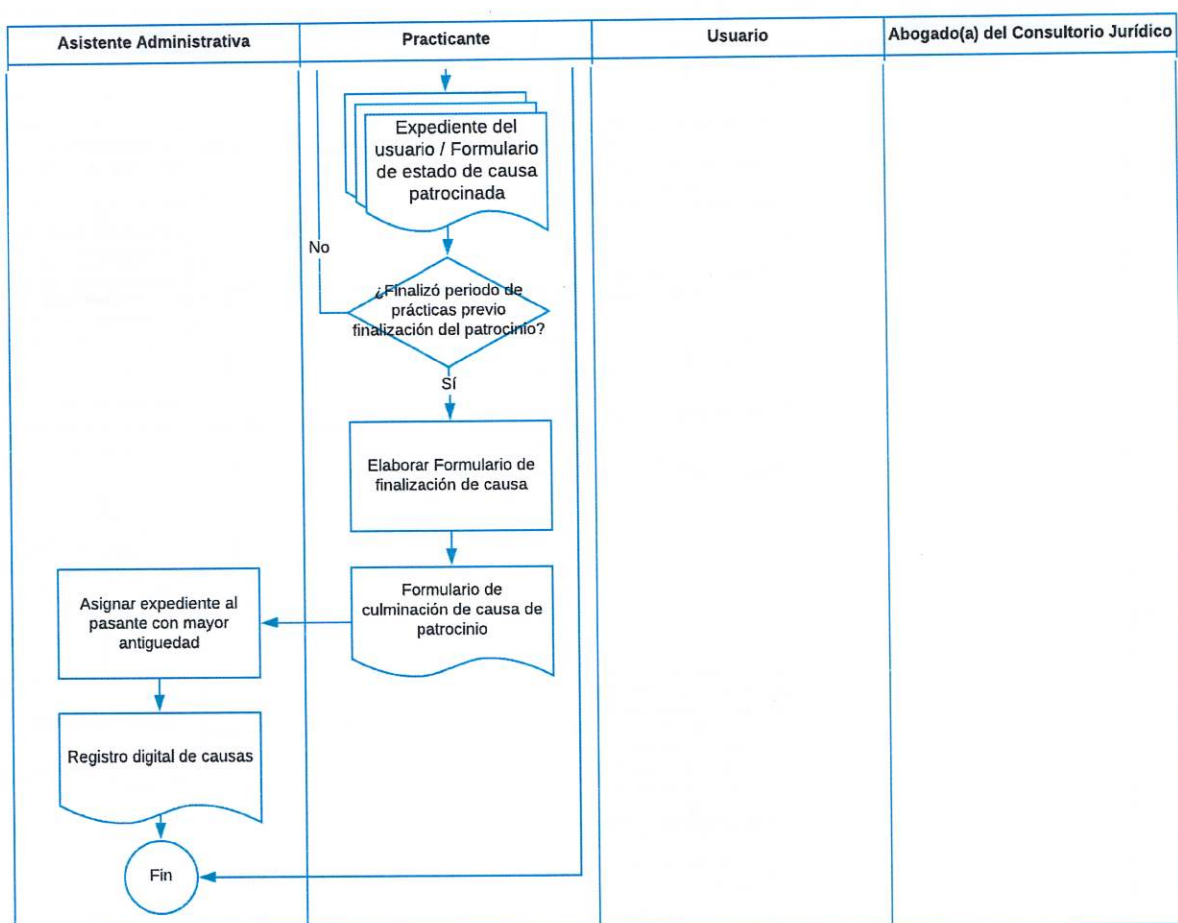 Asistente Administrativa
Practicante
Usuario
Abogado(a) del Consultorio Jurídico
Expediente del
usuario / Formulario
de estado de causa
patrocinada
No
¿Finalizó periodo de
prácticas previo
finalización del patrocinio?
Sí
Elaborar Formulario de
finalización de causa
Formulario de
culminación de causa de
patrocinio
Asignar expediente al
pasante con mayor
antiguedad
Registro digital de causas
Fin